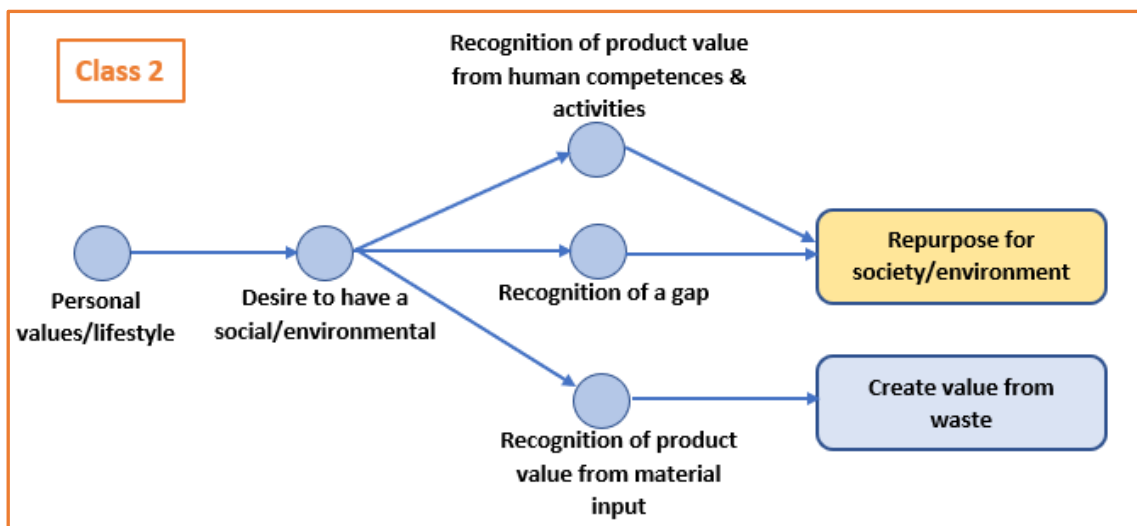 Class 2
Recognition of product value
from human competences &
activities
Personal
values/lifestyle
Desire to have a
social/environmental
Recognition of a gap
Repurpose for
society/environment
Recognition of product
value from material
input
Create value from
waste